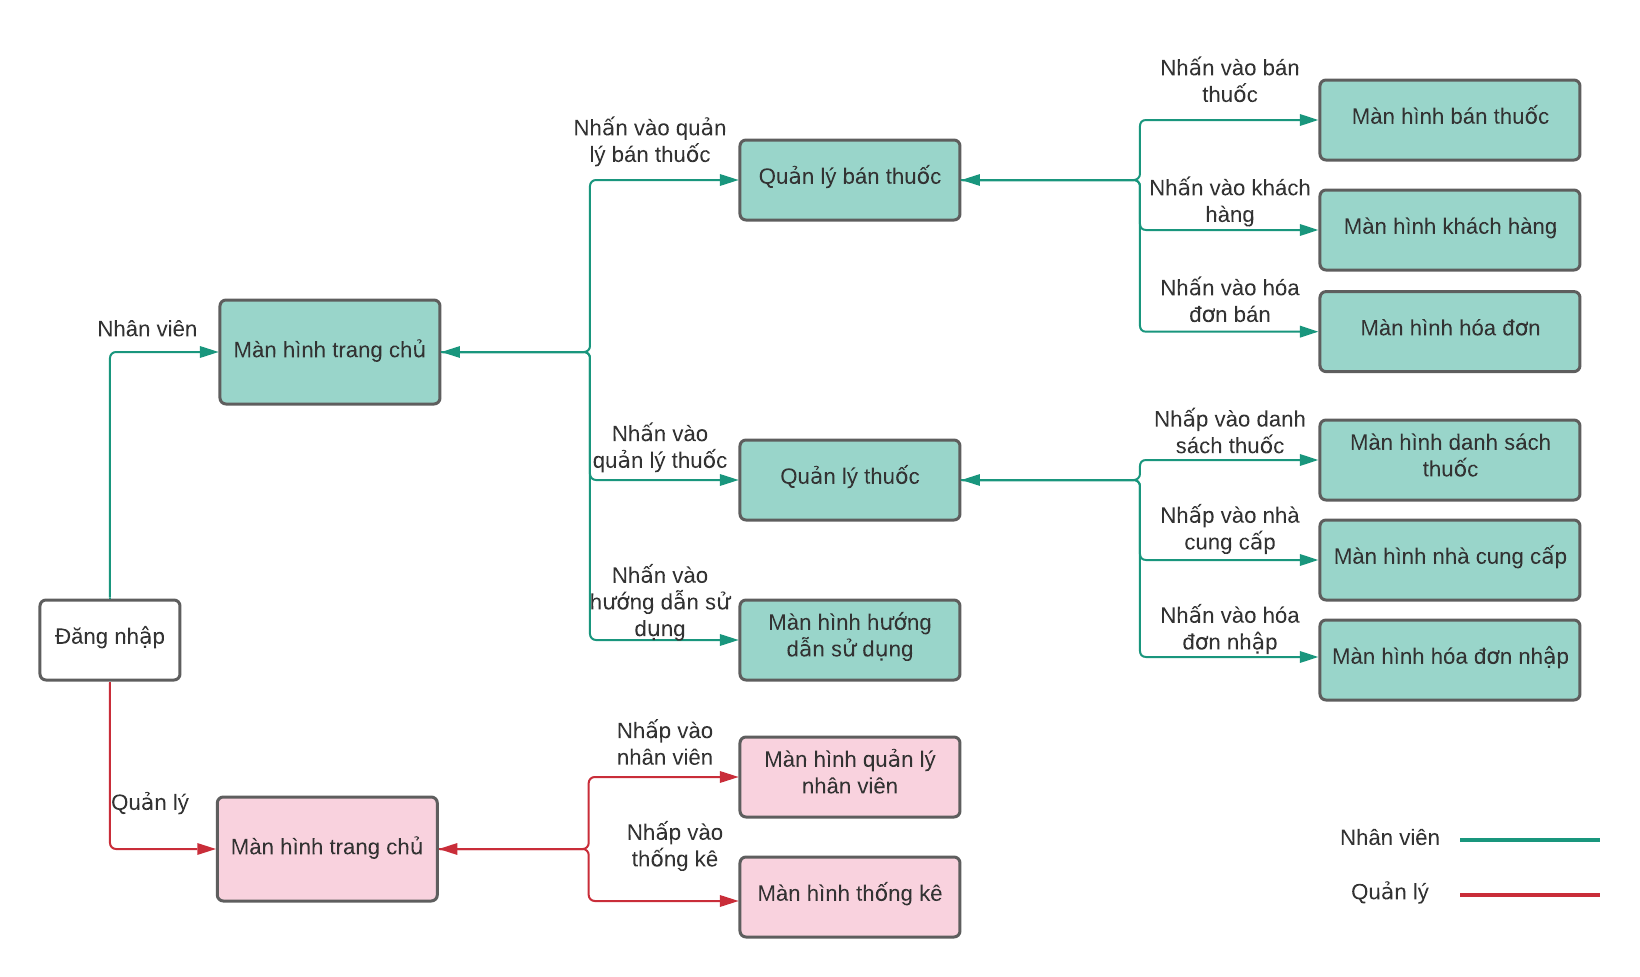 Nhấn vào bán
thuốc
Màn hình bán thuốc
Nhấn vào quản
lý bán thuốc
Quản lý bán thuốc
Nhấn vào khách
hàng
Màn hình khách hàng
Nhấn vào hóa
đơn bán
Màn hình hóa đơn
Nhân viên
Màn hình trang chủ
Nhấn vào
quản lý thuốc
Quản lý thuốc
Nhấp vào danh
sách thuốc
Màn hình danh sách
thuốc
Nhấp vào nhà
cung cấp
Màn hình nhà cung cấp
Nhấn vào
hướng dẫn sử
dụng
Màn hình hướng
dẫn sử dụng
Nhấn vào hóa
đơn nhập
Màn hình hóa đơn nhập
Đăng nhập
Quản lý
Màn hình trang chủ
Nhấp vào
nhân viên
Màn hình quản lý
nhân viên
Nhấp vào
thống kê
Màn hình thống kê
Nhân viên
Quản lý